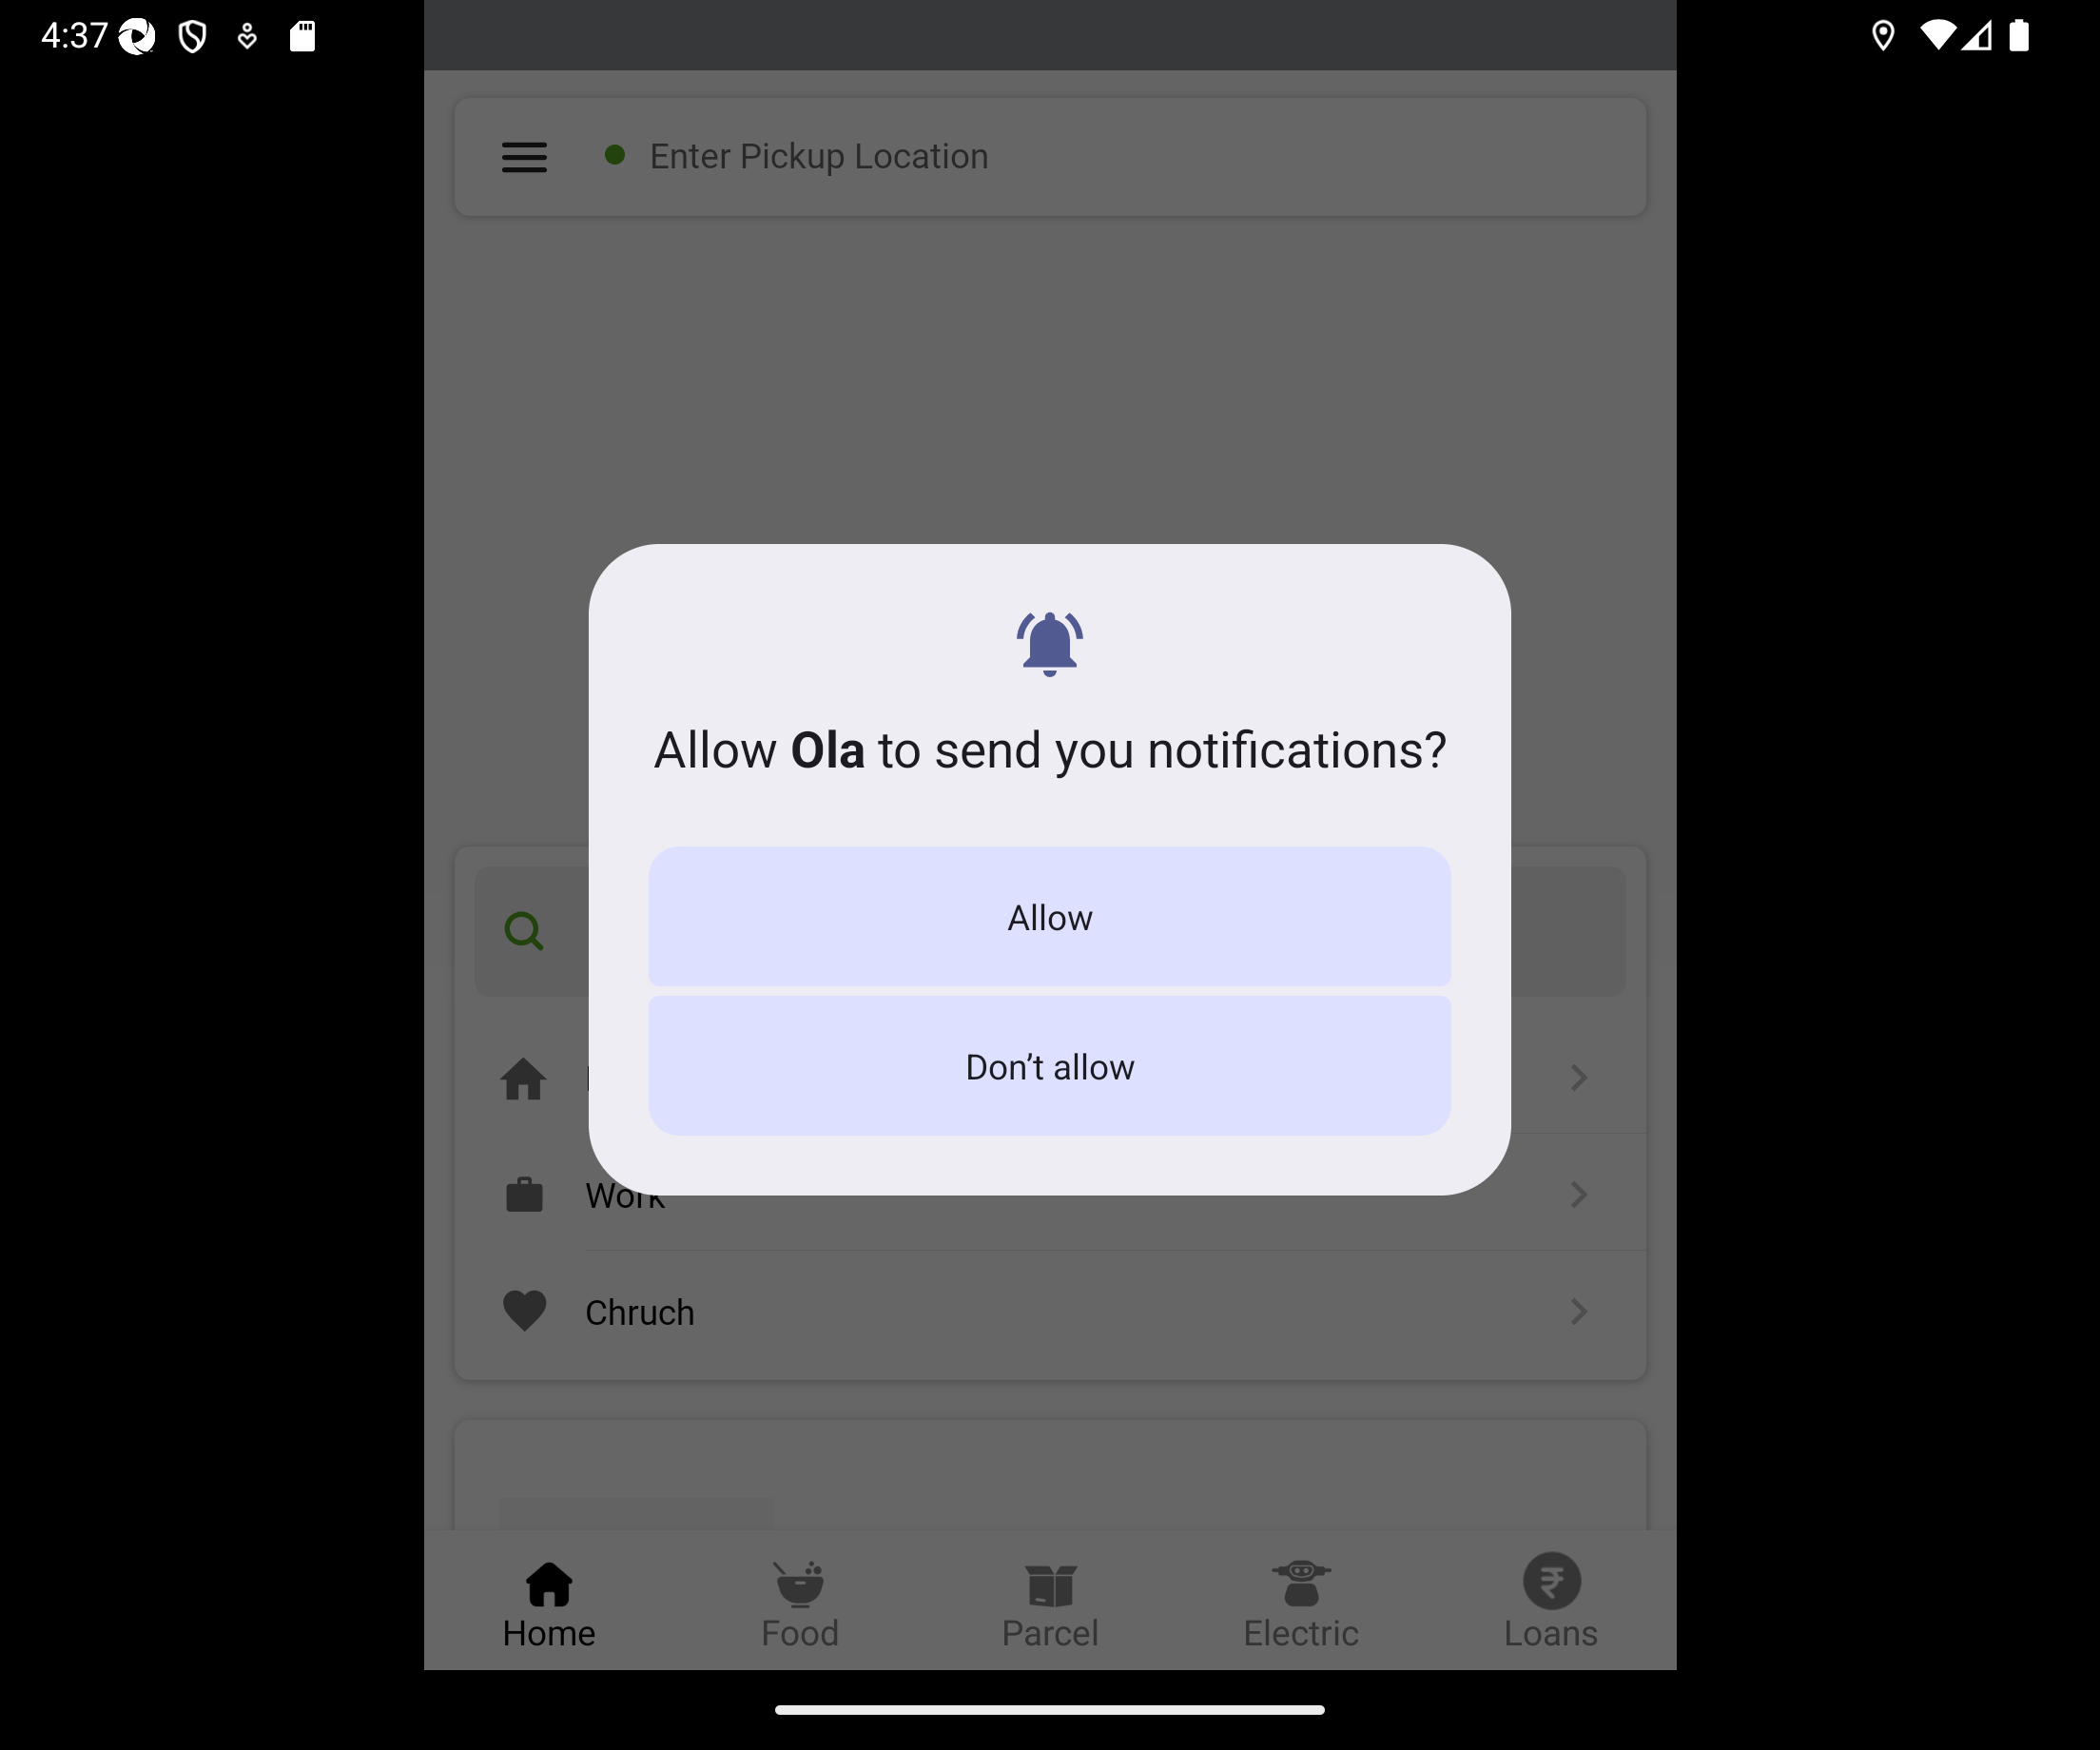 4:37
Enter Pickup Location
Allow Ola to send you notifications?
Allow
Don’t allow
Work
Chruch
Home
Food
Parcel
Electric
Loans